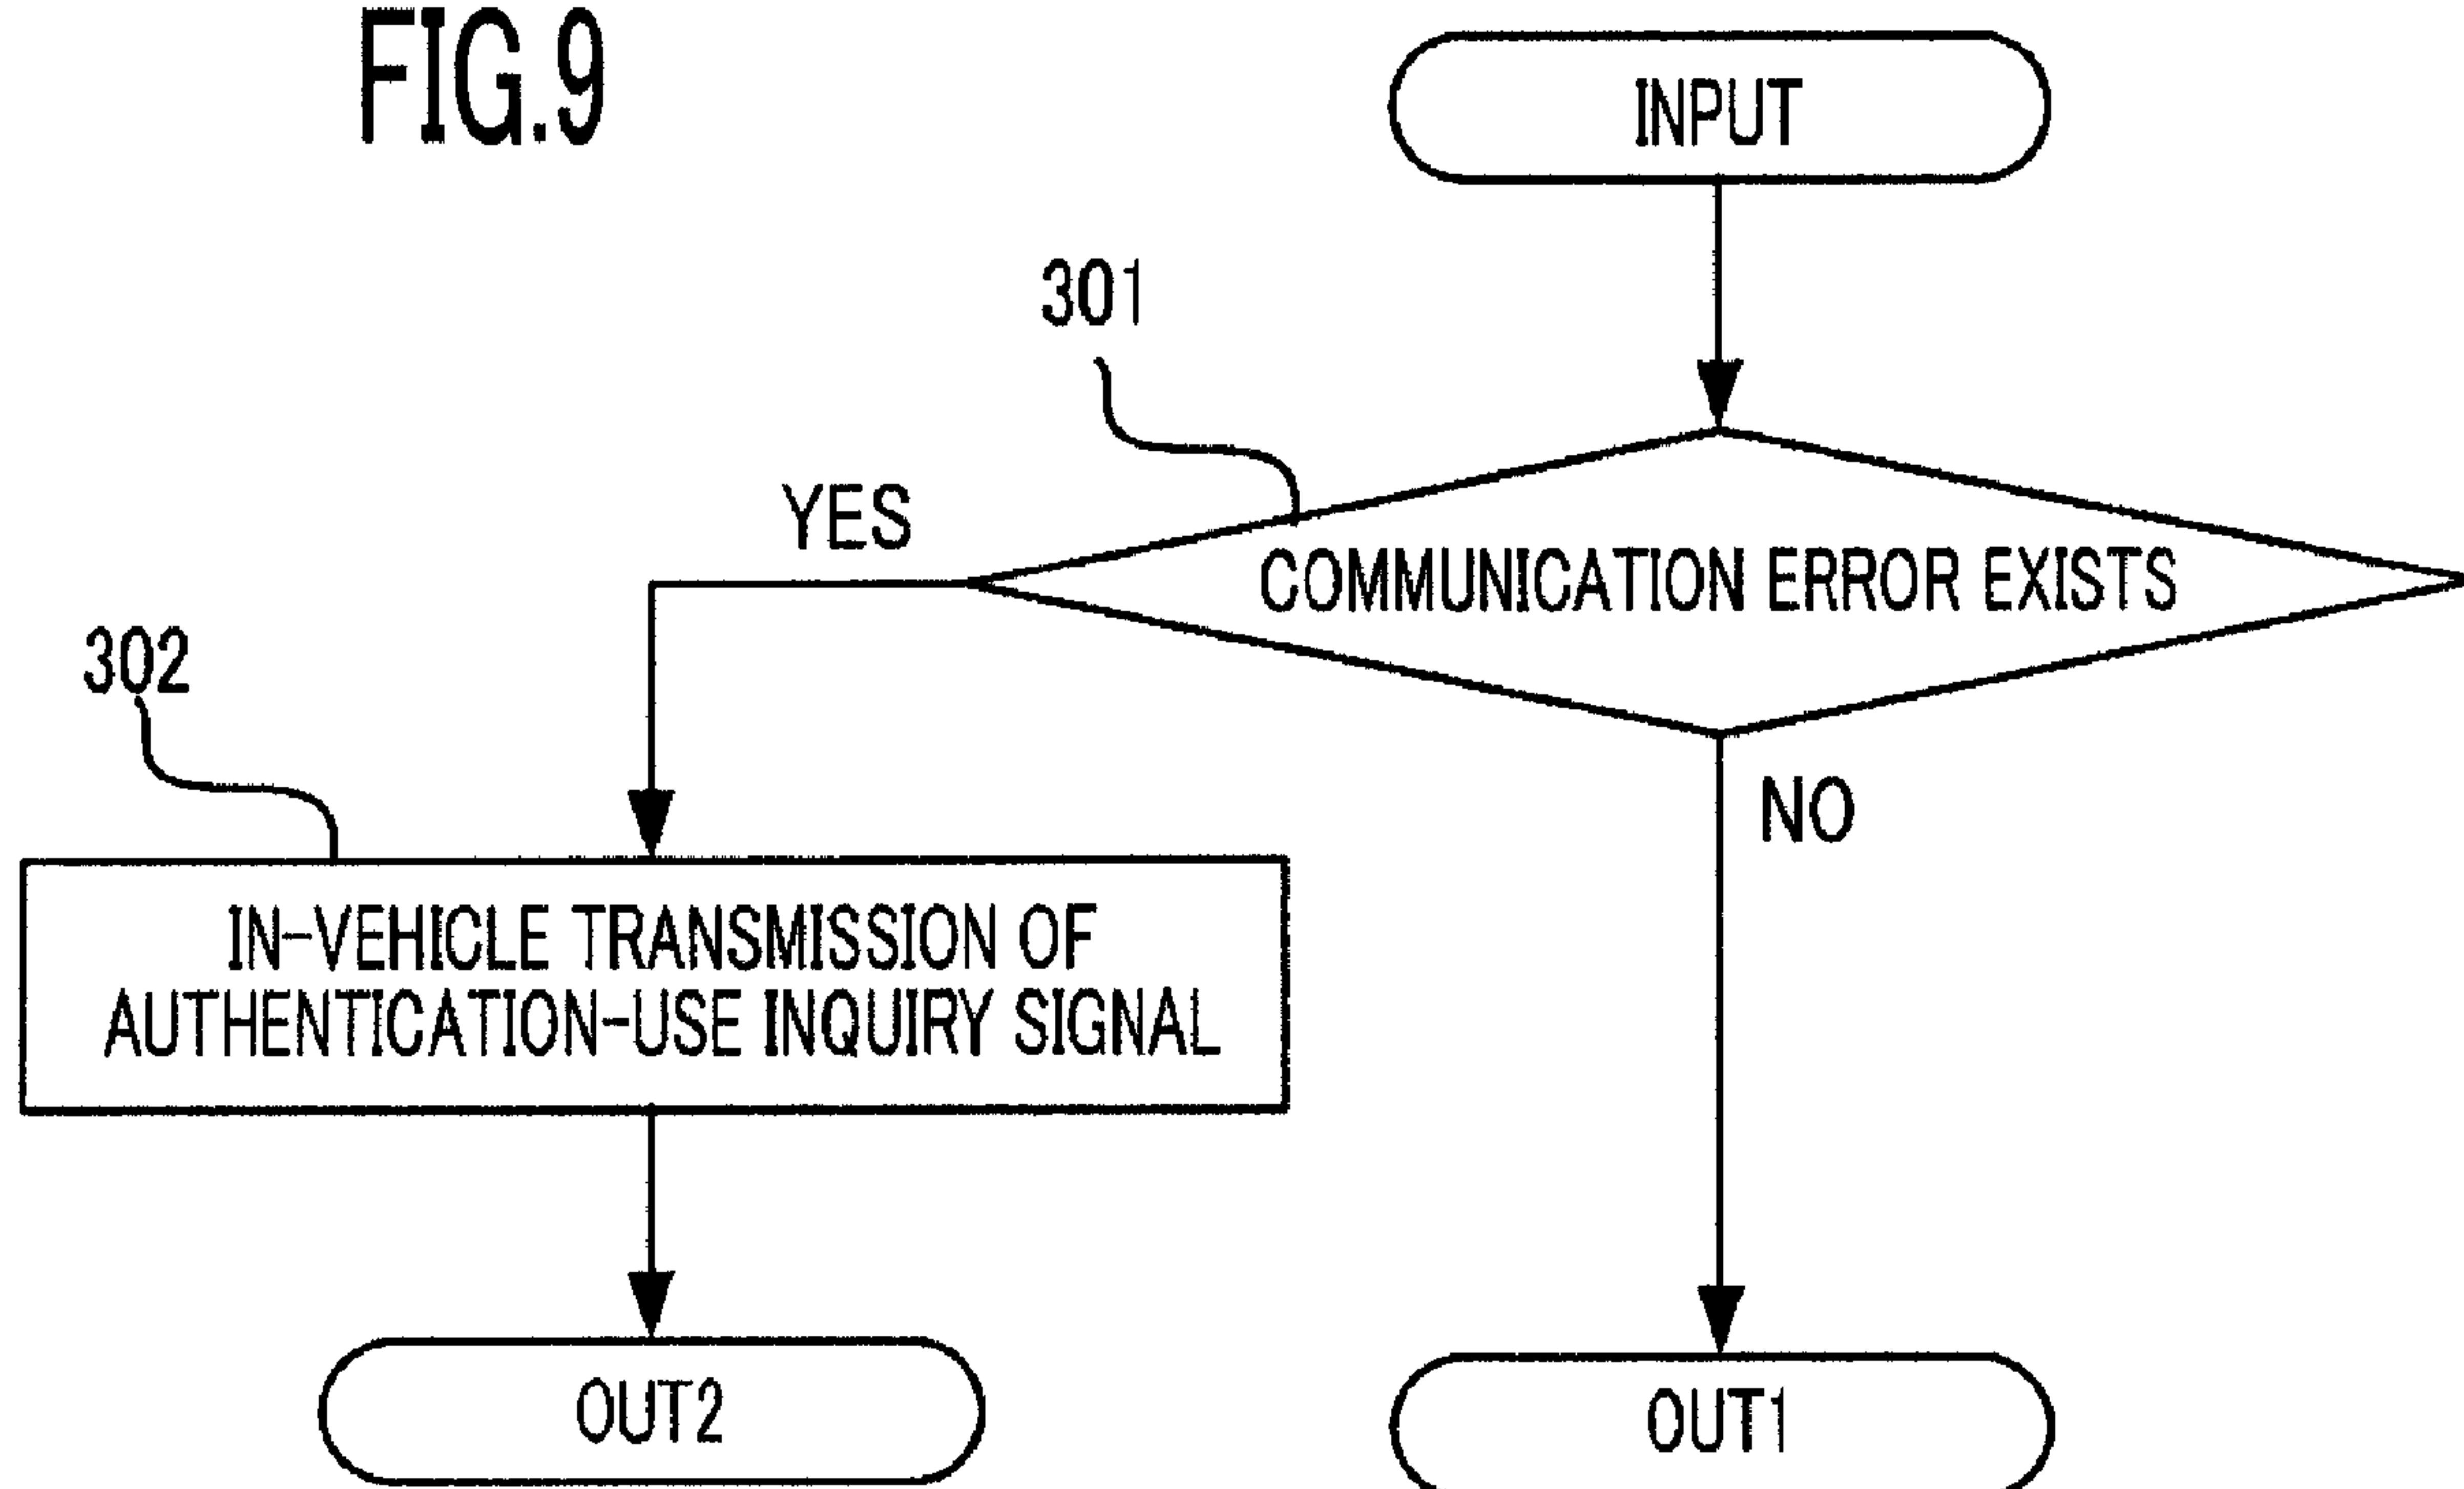 FIG.9
INPUT
301
COMMUNICATION ERROR EXISTS
YES
NO
302
IN-VEHICLE TRANSMISSION OF
AUTHENTICATION-USE INQUIRY SIGNAL
OUT2
OUT1